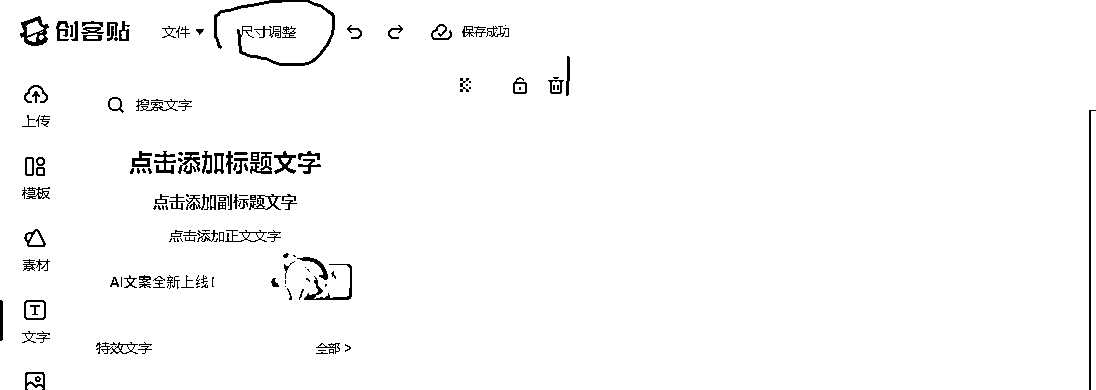 创客贴 文件 尺寸调整 保存成功
搜索文字
上传
点击添加标题文字
模板
点击添加副标题文字
点击添加正文文字
素材
AI文案全新上线!
文字
特效文字 全部 >